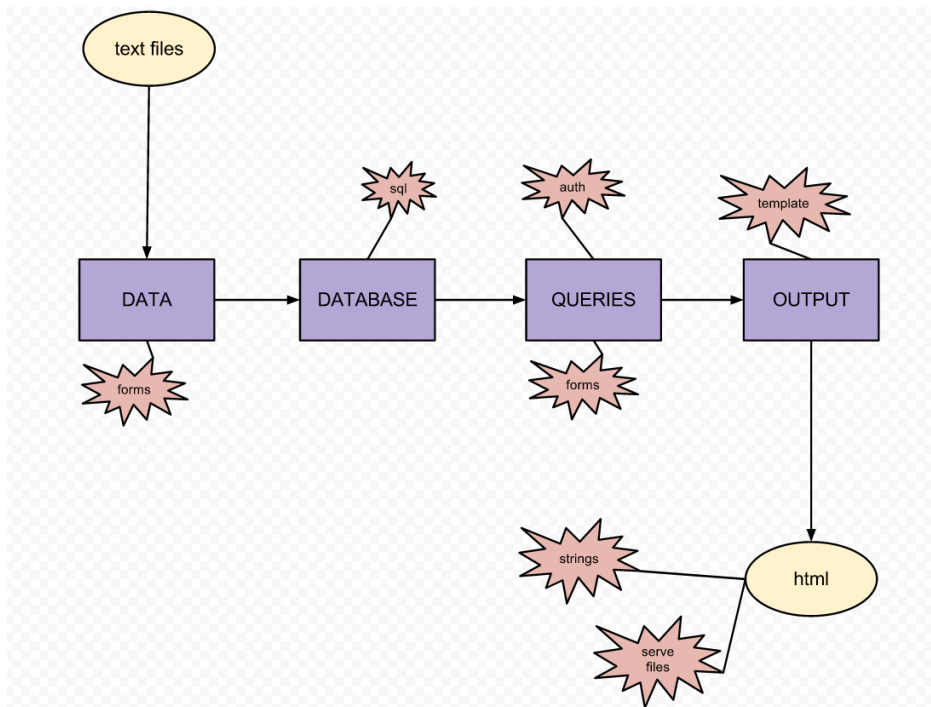 text files
sql
auth
template
DATA
DATABASE
QUERIES
OUTPUT
forms
forms
strings
html
serve
files